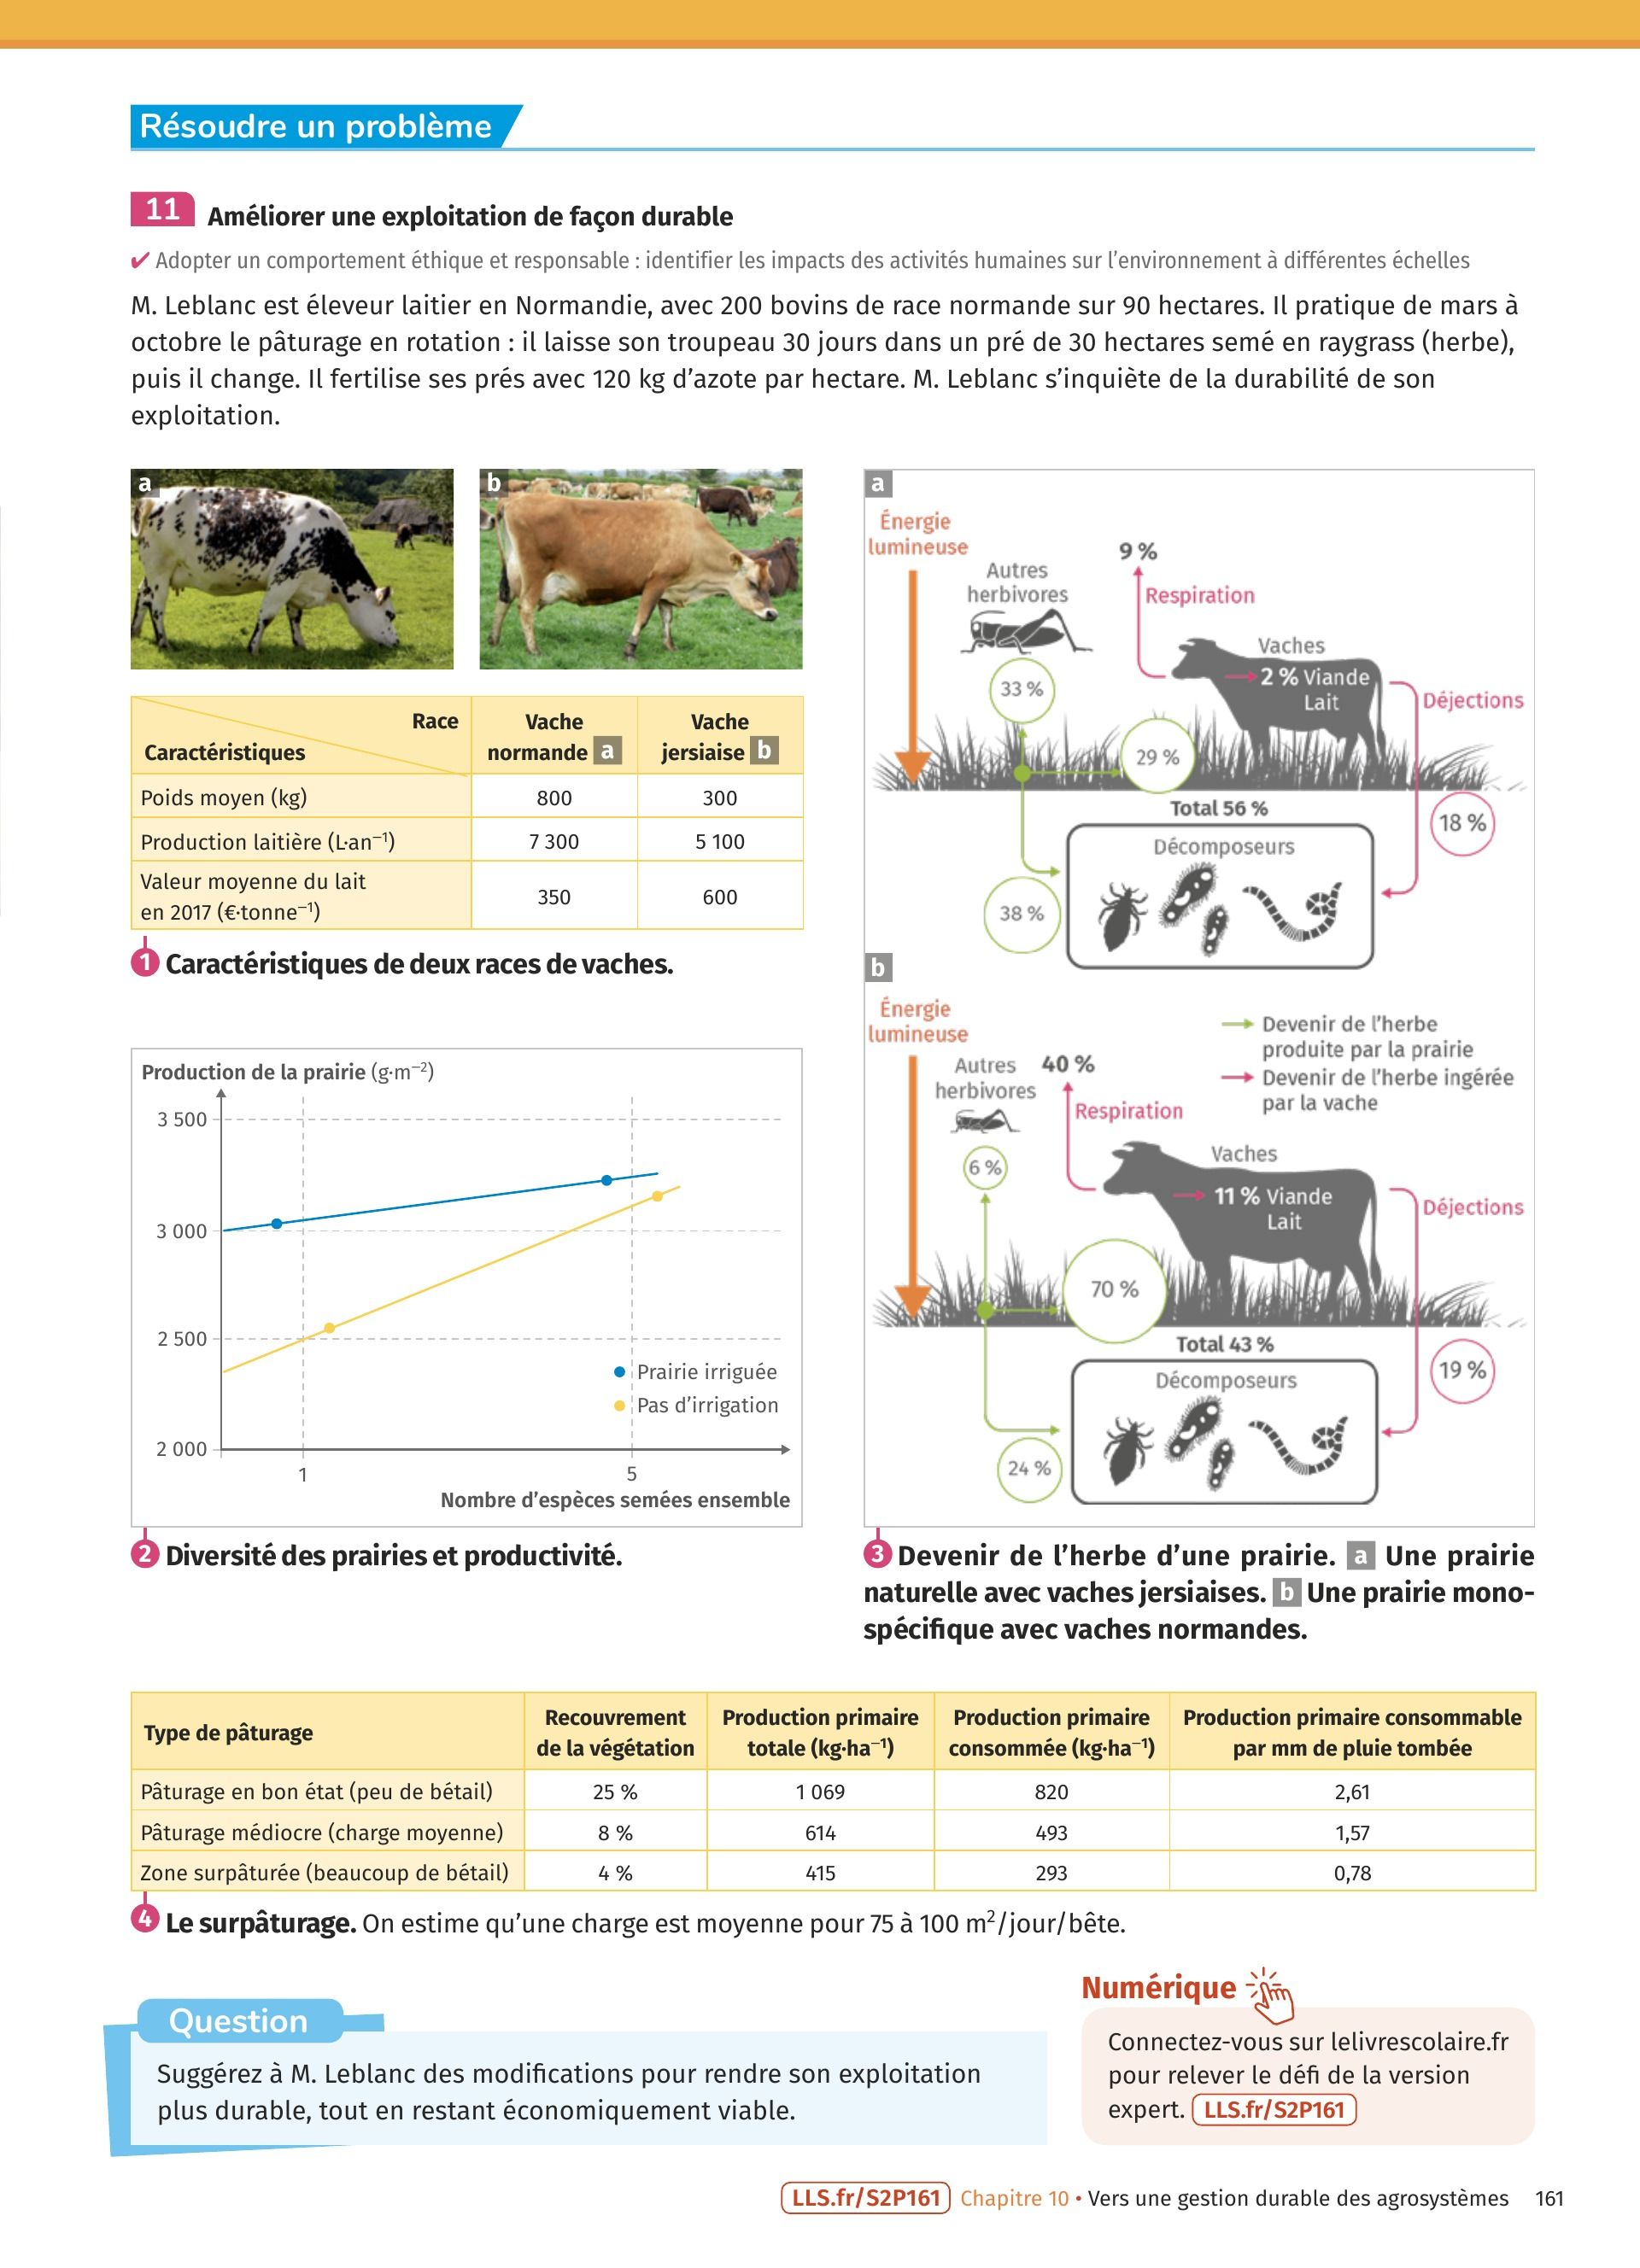 Résoudre un problème
11 Améliorer une exploitation de façon durable
✔ Adopter un comportement éthique et responsable : identifier les impacts des activités humaines sur l'environnement à différentes échelles
M. Leblanc est éleveur laitier en Normandie, avec 200 bovins de race normande sur 90 hectares. Il pratique de mars à
octobre le pâturage en rotation : il laisse son troupeau 30 jours dans un pré de 30 hectares semé en raygrass (herbe),
puis il change. Il fertilise ses prés avec 120 kg d'azote par hectare. M. Leblanc s'inquiète de la durabilité de son
exploitation.
a
b
Race
Caractéristiques
Vache
normande a
Vache
jersiaise b
Poids moyen (kg) 800 300
Production laitière (L·an⁻¹) 7 300 5 100
Valeur moyenne du lait
en 2017 (€·tonne⁻¹) 350 600
1 Caractéristiques de deux races de vaches.
Production de la prairie (g·m⁻²)
3 500
3 000
2 500
2 000
1 5
Prairie irriguée
Pas d'irrigation
Nombre d'espèces semées ensemble
2 Diversité des prairies et productivité.
a
Énergie
lumineuse
Autres
herbivores
33 %
9 %
Respiration
Vaches
2 % Viande
Lait
Déjections
29 %
Total 56 %
18 %
Décomposeurs
38 %
b
Énergie
lumineuse
Devenir de l'herbe
produite par la prairie
Devenir de l'herbe ingérée
par la vache
Autres
herbivores
6 %
40 %
Respiration
Vaches
11 % Viande
Lait
Déjections
70 %
Total 43 %
19 %
Décomposeurs
24 %
3 Devenir de l'herbe d'une prairie. a Une prairie
naturelle avec vaches jersiaises. b Une prairie mono-
spécifique avec vaches normandes.
Type de pâturage
Recouvrement
de la végétation
Production primaire
totale (kg·ha⁻¹)
Production primaire
consommée (kg·ha⁻¹)
Production primaire consommable
par mm de pluie tombée
Pâturage en bon état (peu de bétail) 25 % 1 069 820 2,61
Pâturage médiocre (charge moyenne) 8 % 614 493 1,57
Zone surpâturée (beaucoup de bétail) 4 % 415 293 0,78
4 Le surpâturage. On estime qu'une charge est moyenne pour 75 à 100 m²/jour/bête.
Question
Suggérez à M. Leblanc des modifications pour rendre son exploitation
plus durable, tout en restant économiquement viable.
Numérique
Connectez-vous sur lelivrescolaire.fr
pour relever le défi de la version
expert. LLS.fr/S2P161
LLS.fr/S2P161 Chapitre 10 • Vers une gestion durable des agrosystèmes 161